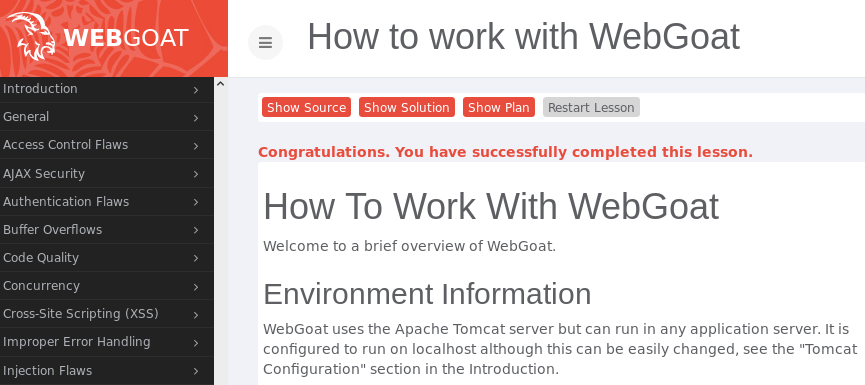 WEBGOAT
How to work with WebGoat
Introduction
General
Access Control Flaws
AJAX Security
Authentication Flaws
Buffer Overflows
Code Quality
Concurrency
Cross-Site Scripting (XSS)
Improper Error Handling
Injection Flaws
Show Source Show Solution Show Plan Restart Lesson
Congratulations. You have successfully completed this lesson.
How To Work With WebGoat
Welcome to a brief overview of WebGoat.
Environment Information
WebGoat uses the Apache Tomcat server but can run in any application server. It is
configured to run on localhost although this can be easily changed, see the "Tomcat
Configuration" section in the Introduction.